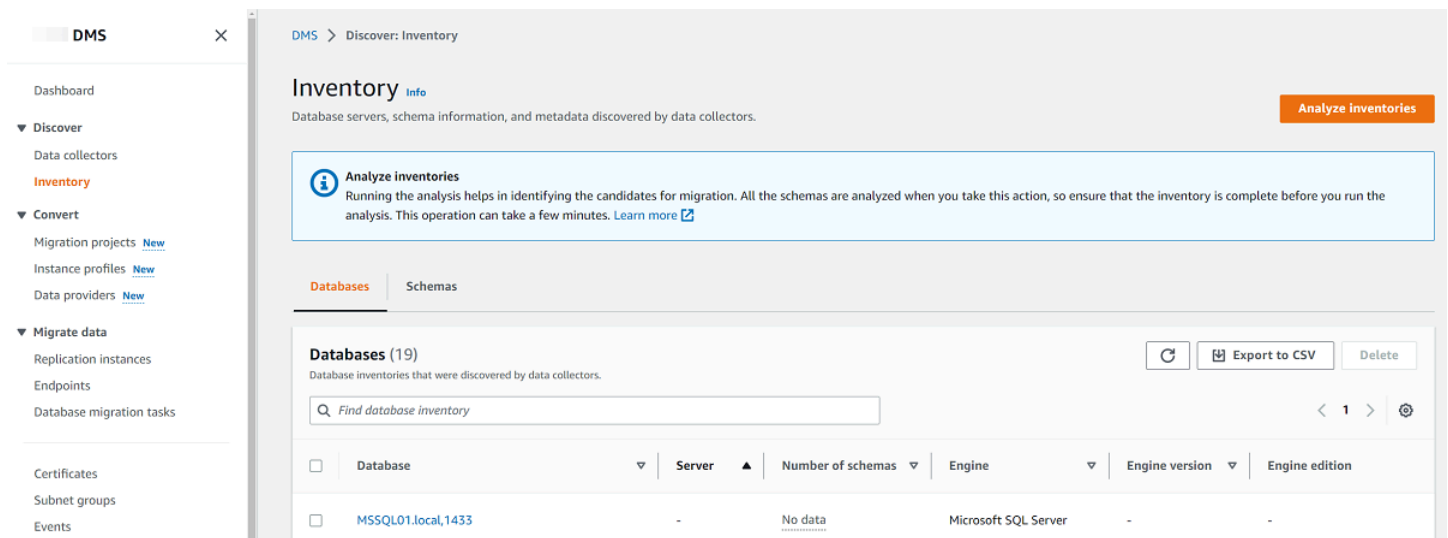 DMS
Dashboard
Discover
Data collectors
Inventory
Convert
Migration projects New
Instance profiles New
Data providers New
Migrate data
Replication instances
Endpoints
Database migration tasks
Certificates
Subnet groups
Events
DMS > Discover: Inventory
Inventory Info
Database servers, schema information, and metadata discovered by data collectors.
Analyze inventories
Analyze inventories
Running the analysis helps in identifying the candidates for migration. All the schemas are analyzed when you take this action, so ensure that the inventory is complete before you run the
analysis. This operation can take a few minutes. Learn more
Databases Schemas
Databases (19)
Database inventories that were discovered by data collectors.
Export to CSV Delete
Find database inventory
1
Database Server Number of schemas Engine Engine version Engine edition
MSSQL01.local,1433 - No data Microsoft SQL Server - -